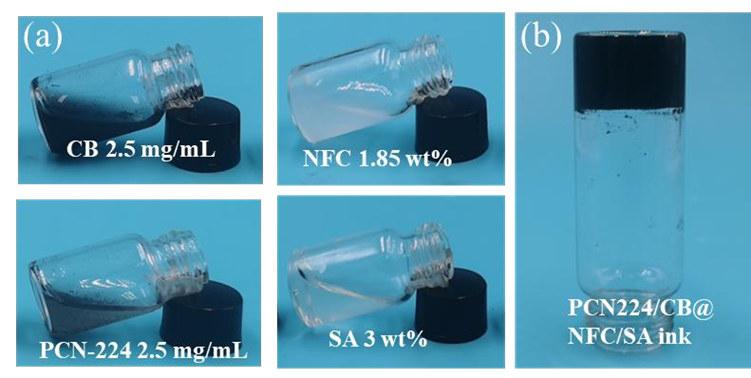 (a)
CB 2.5 mg/mL
NFC 1.85 wt%
PCN-224 2.5 mg/mL
SA 3 wt%
(b)
PCN224/CB@
NFC/SA ink